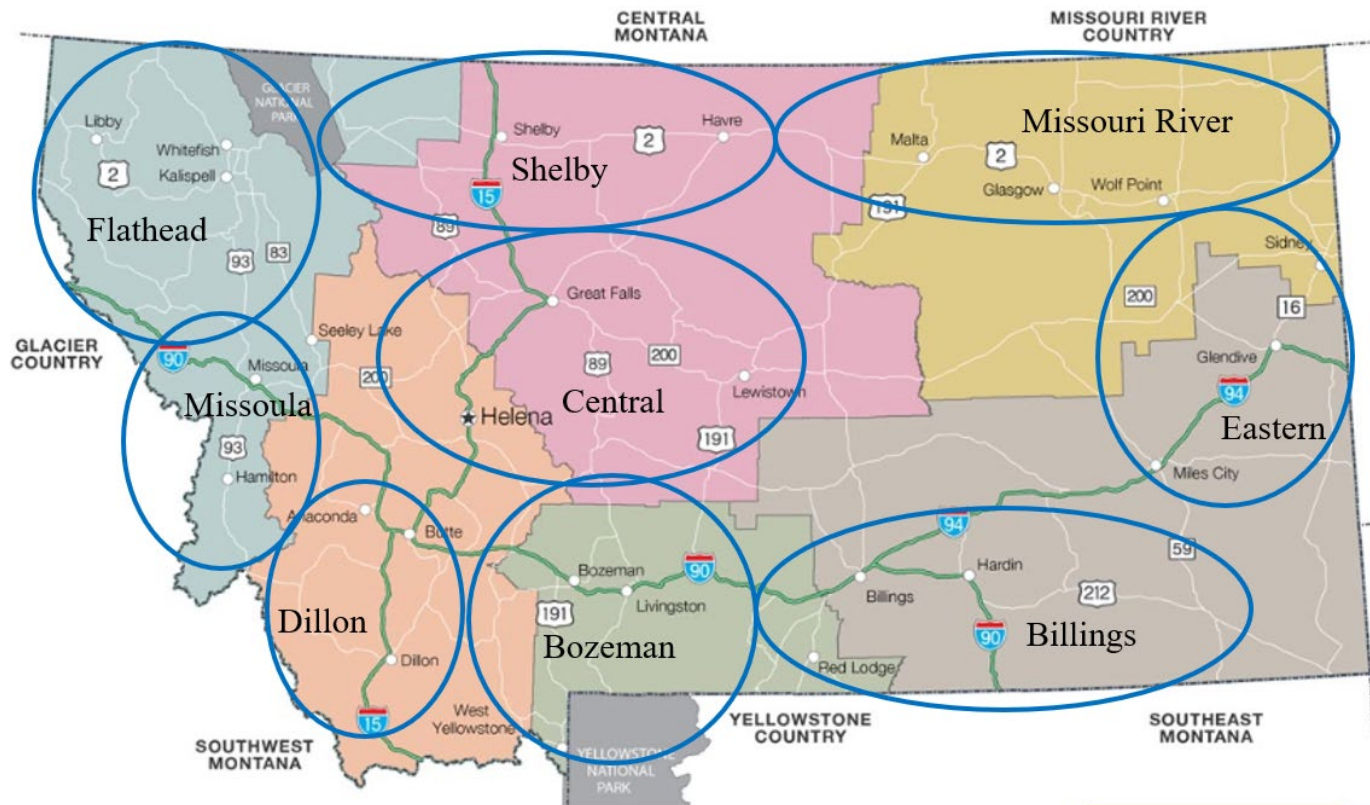 CENTRAL
MONTANA
MISSOURI RIVER
COUNTRY
GLACIER
NATIONAL
PARK
Libby
Whitefish
2
Kalispell
Flathead
93
83
Shelby
Havre
2
Shelby
15
89
Missouri River
Malta
2
191
Glasgow
Wolf Point
Sidney
200
16
Glendive
94
Eastern
Miles City
GLACIER
COUNTRY
90
Seeley Lake
Missoula
Missoula
200
93
Hamilton
Great Falls
89
200
Lewistown
Central
Helena
191
Anaconda
Butte
Dillon
Dillon
15
West
Yellowstone
SOUTHWEST
MONTANA
Bozeman
90
191
Livingston
Bozeman
YELLOWSTONE
NATIONAL
PARK
YELLOWSTONE
COUNTRY
94
59
Hardin
Billings
212
90
Billings
Red Lodge
SOUTHEAST
MONTANA